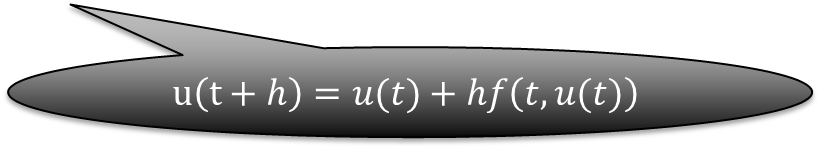 u(t + h) = u(t) + hf(t, u(t))